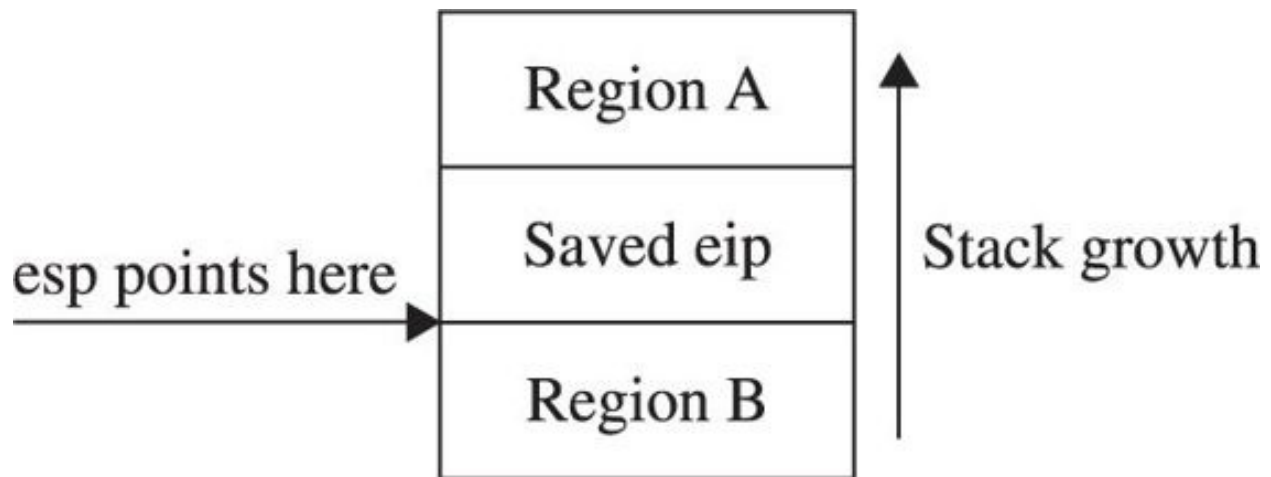 Region A
Saved eip
Stack growth
esp points here
Region B